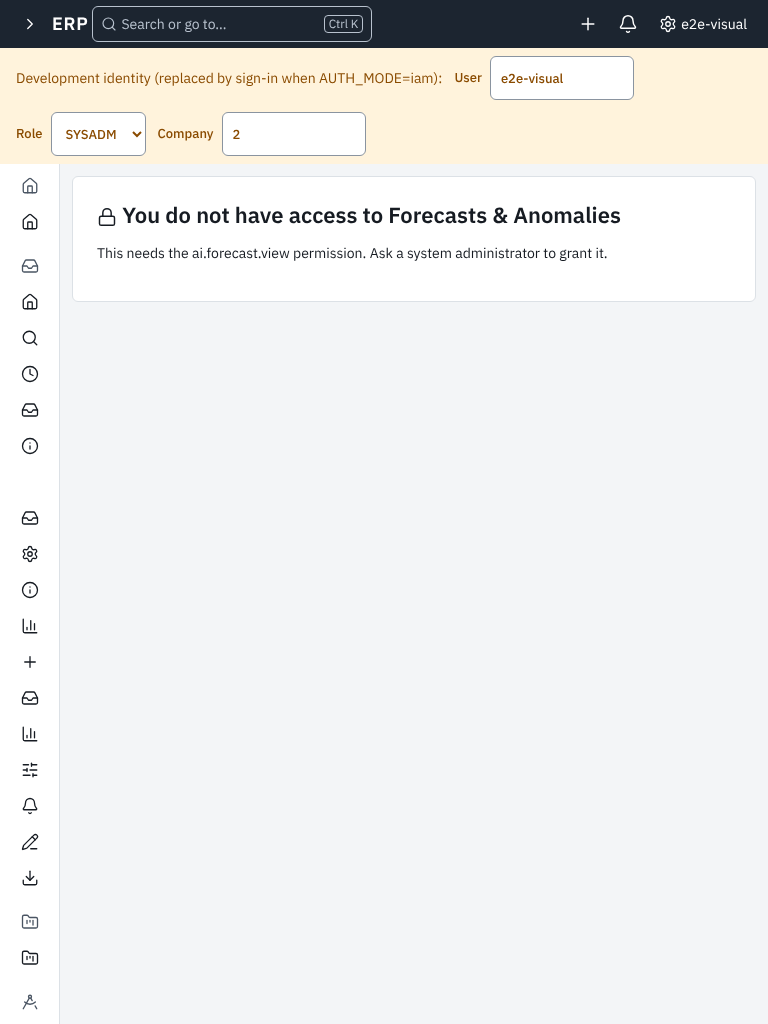 ERP Search or go to... Ctrl K e2e-visual
Development identity (replaced by sign-in when AUTH_MODE=iam): User e2e-visual
Role SYSADM Company 2
You do not have access to Forecasts & Anomalies
This needs the ai.forecast.view permission. Ask a system administrator to grant it.